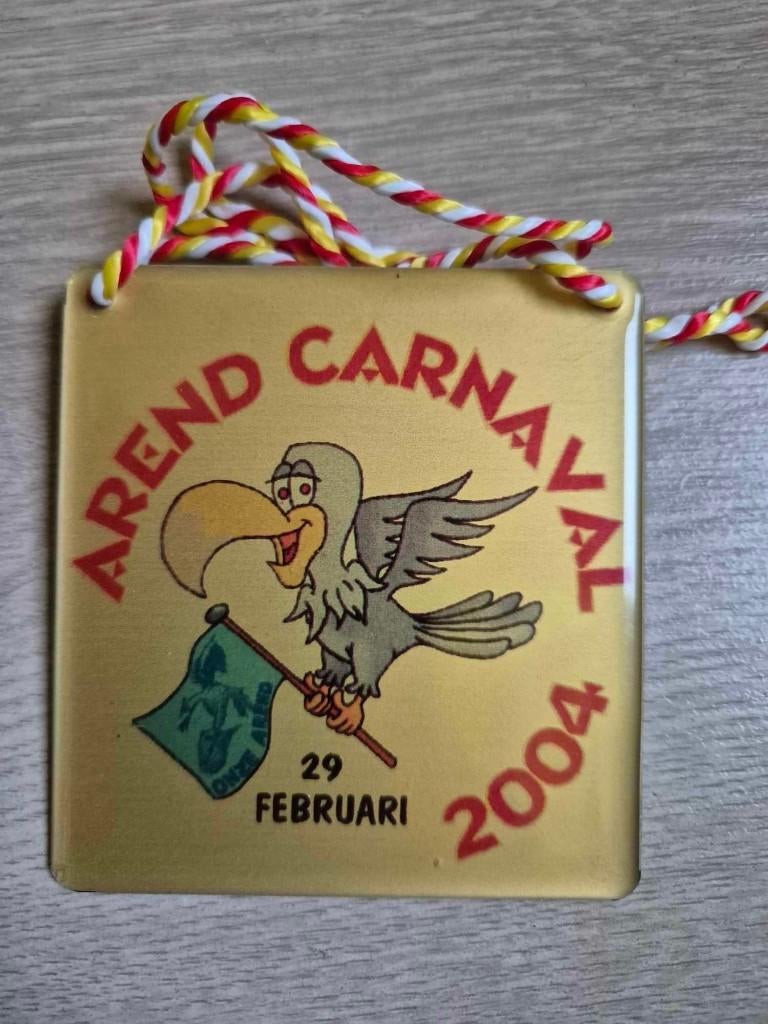 AREND CARNAVAL
2004
29
FEBRUARI
ONZE AREND